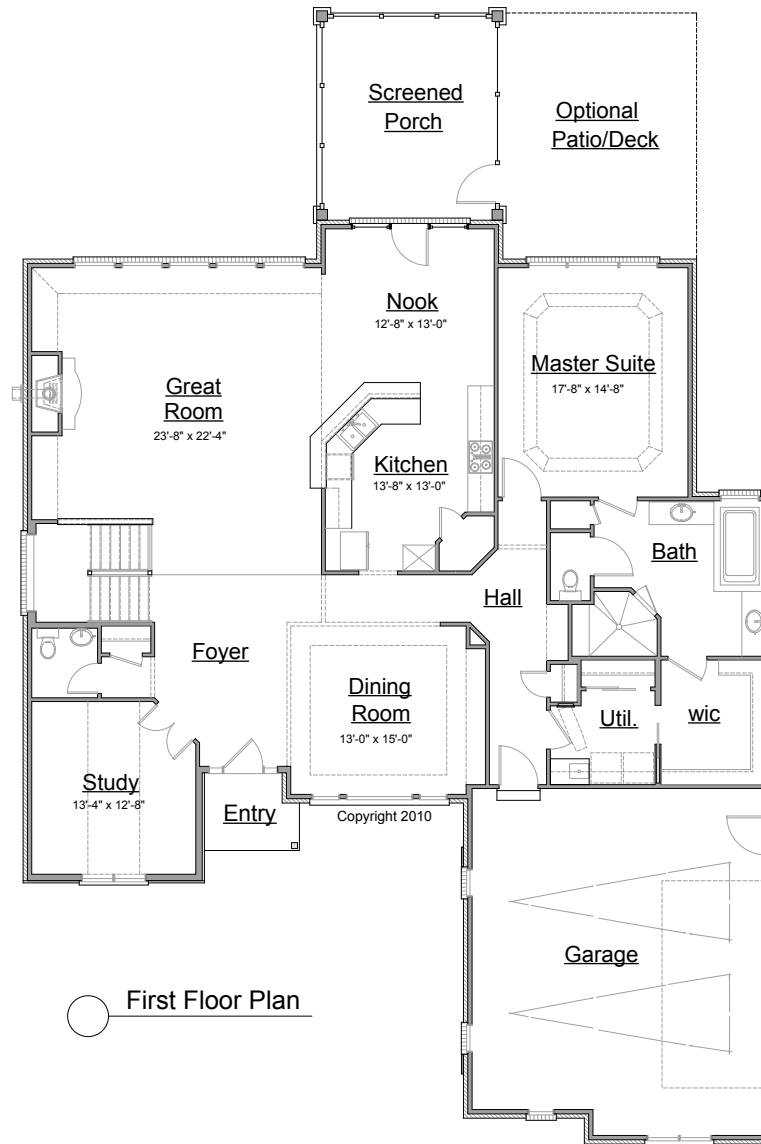 Screened
Porch
Optional
Patio/Deck
Nook
12'-8" x 13'-0"
Master Suite
17'-8" x 14'-8"
Great
Room
23'-8" x 22'-4"
Kitchen
13'-8" x 13'-0"
Bath
Hall
Foyer
Dining
Room
13'-0" x 15'-0"
Util.
wic
Study
13'-4" x 12'-8"
Entry
Copyright 2010
Garage
First Floor Plan